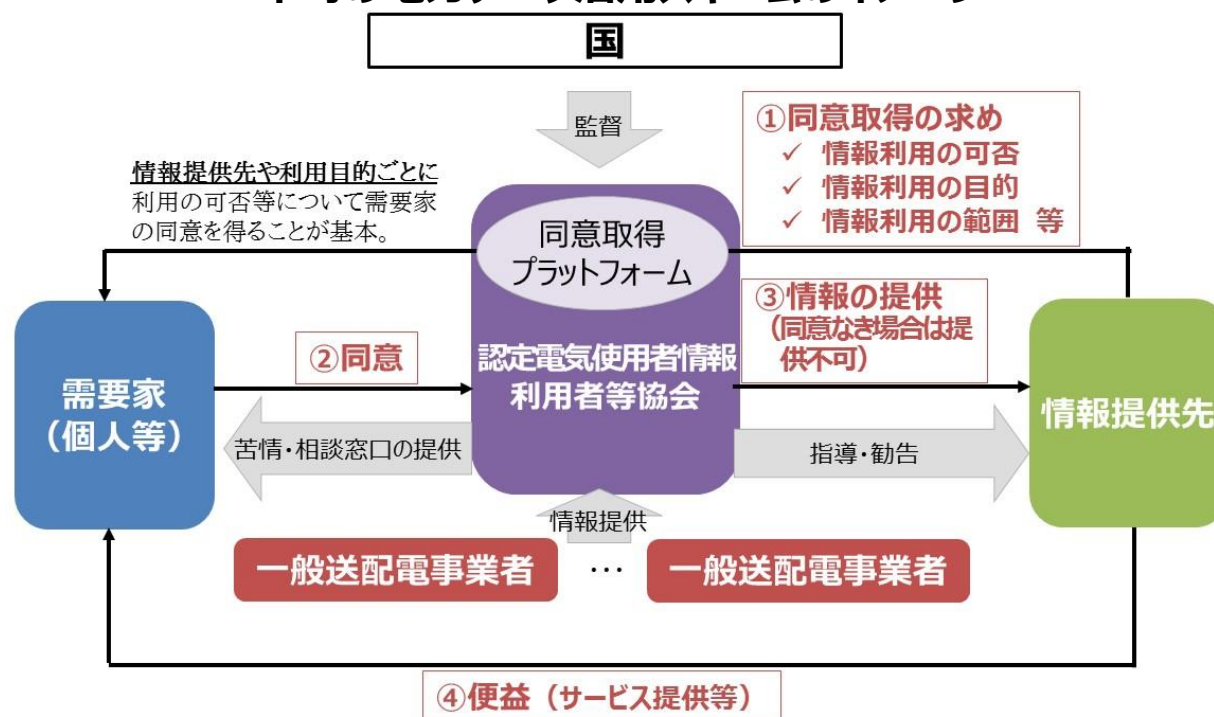 国
監督
①同意取得の求め
✓ 情報利用の可否
✓ 情報利用の目的
✓ 情報利用の範囲 等
情報提供先や利用目的ごとに
利用の可否等について需要家
の同意を得ることが基本。
同意取得
プラットフォーム
③情報の提供
（同意なき場合は提
供不可）
②同意
認定電気使用者情報
利用者等協会
需要家
（個人等）
情報提供先
苦情・相談窓口の提供
指導・勧告
情報提供
一般送配電事業者
…
一般送配電事業者
④便益（サービス提供等）